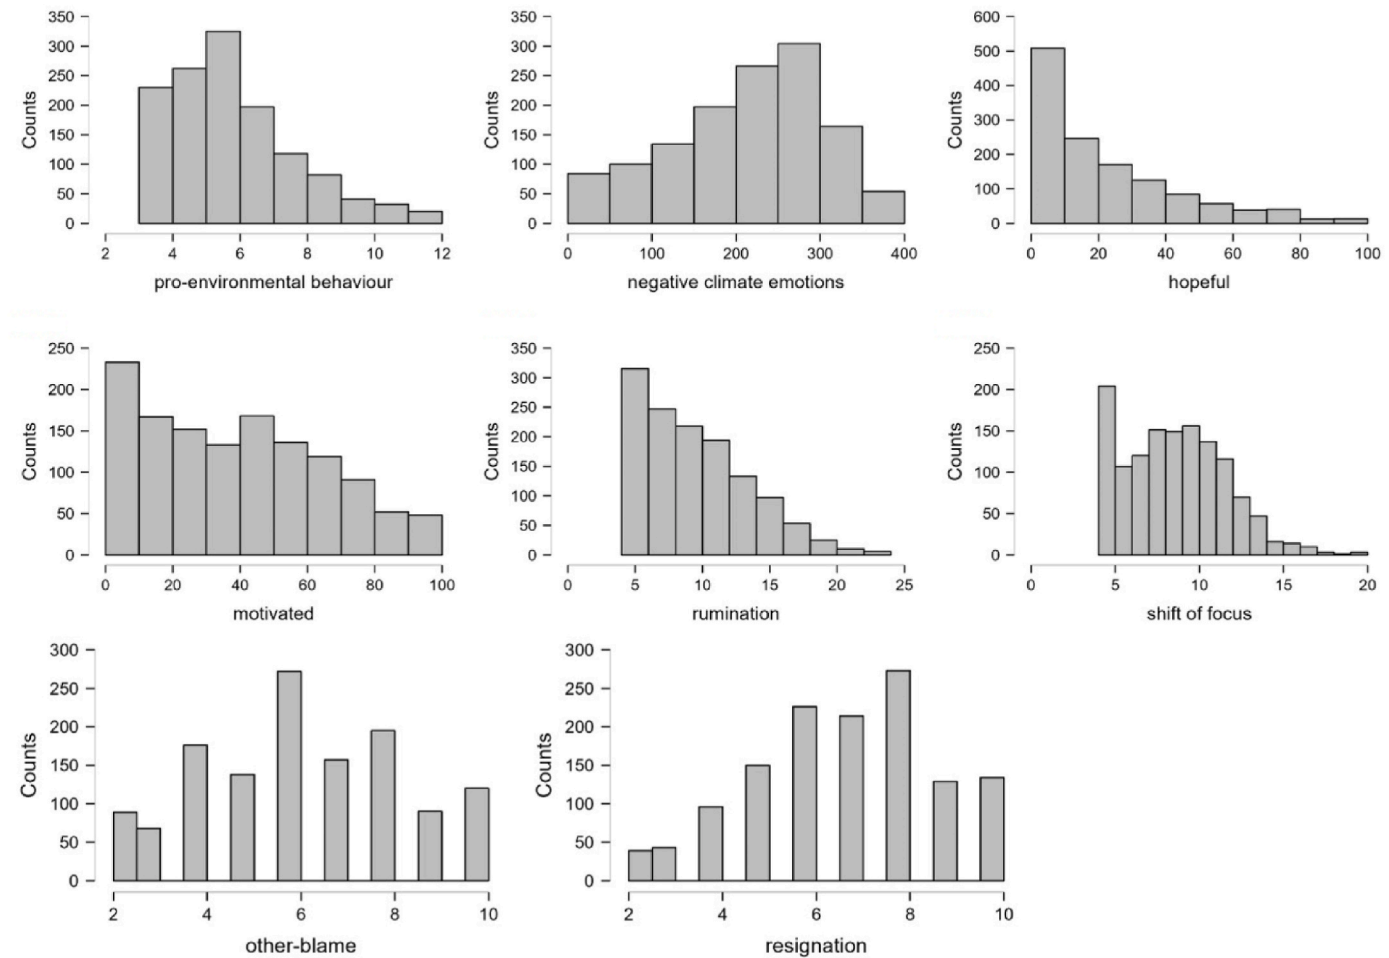 350
300
250
200
150
100
50
0
Counts
2 4 6 8 10 12
pro-environmental behaviour
350
300
250
200
150
100
50
0
Counts
0 100 200 300 400
negative climate emotions
600
500
400
300
200
100
0
Counts
0 20 40 60 80 100
hopeful
250
200
150
100
50
0
Counts
0 20 40 60 80 100
motivated
350
300
250
200
150
100
50
0
Counts
0 5 10 15 20 25
rumination
250
200
150
100
50
0
Counts
0 5 10 15 20
shift of focus
300
250
200
150
100
50
0
Counts
2 4 6 8 10
other-blame
300
250
200
150
100
50
0
Counts
2 4 6 8 10
resignation